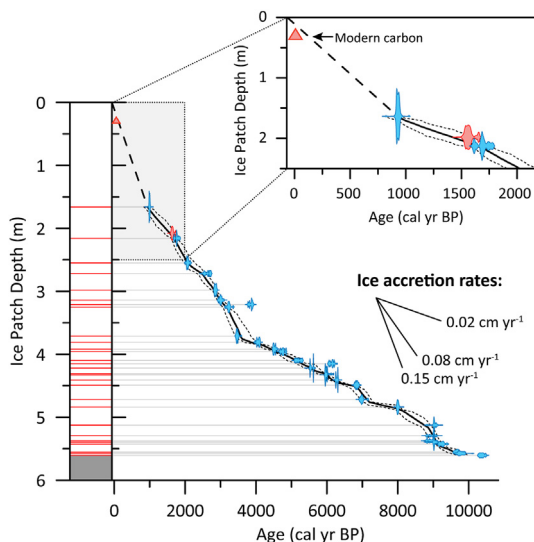 0
Modern carbon
1
2
Ice Patch Depth (m)
0 500 1000 1500 2000
Age (cal yr BP)
0
1
2
3
4
5
6
Ice Patch Depth (m)
Ice accretion rates:
0.02 cm yr⁻¹
0.08 cm yr⁻¹
0.15 cm yr⁻¹
0 2000 4000 6000 8000 10000
Age (cal yr BP)